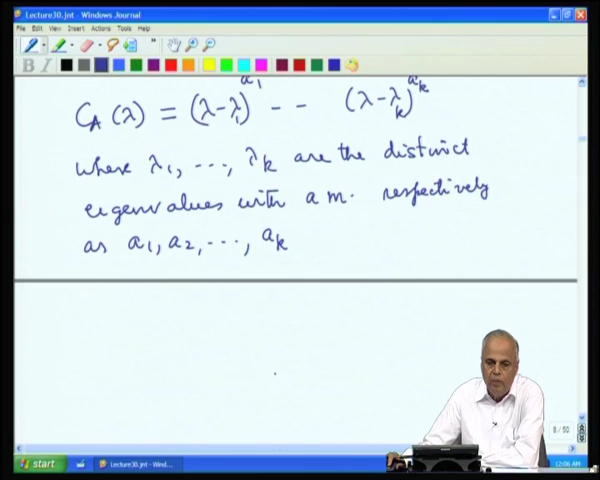 Lecture30.jnt - Windows Journal
File Edit View Insert Actions Tools Help
B I
C_A(λ) = (λ-λ_1)^{a_1} - - (λ-λ_k)^{a_k}
where λ_1, ---, λ_k are the distinct
eigenvalues with a m. respectively
as a_1, a_2, ---, a_k
8 / 50
start Lecture30.jnt - Wind... 12:06 AM